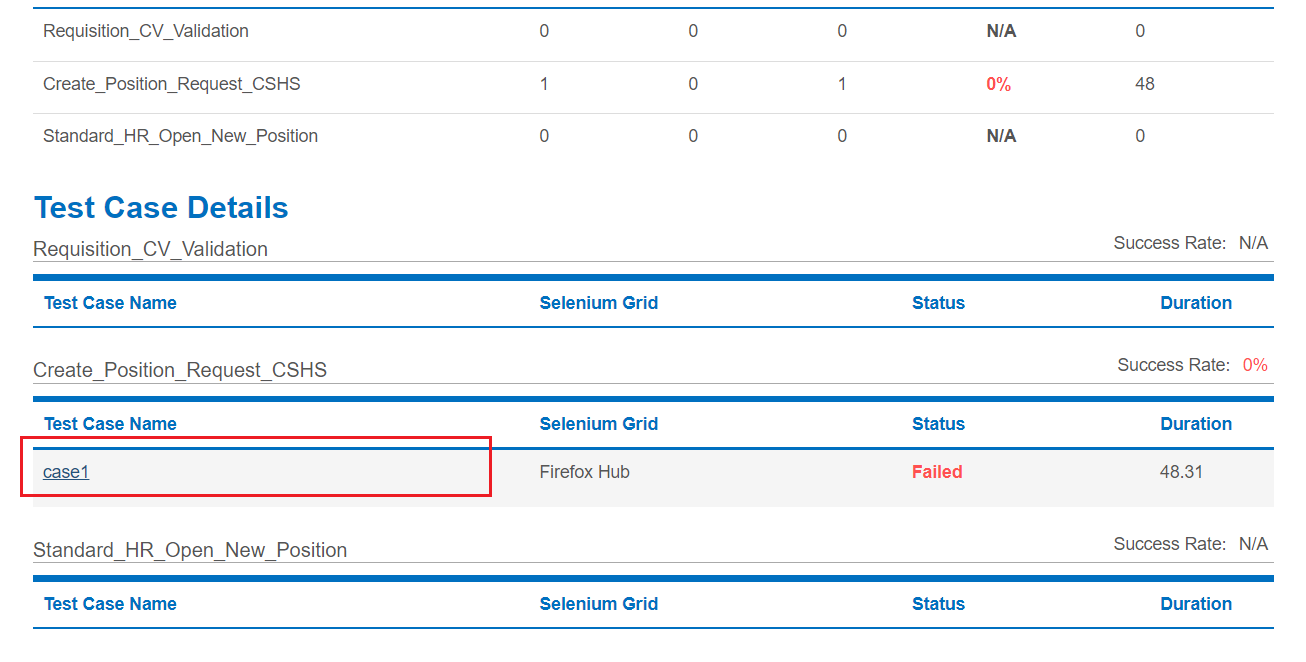 Requisition_CV_Validation 0 0 0 N/A 0
Create_Position_Request_CSHS 1 0 1 0% 48
Standard_HR_Open_New_Position 0 0 0 N/A 0
Test Case Details
Requisition_CV_Validation Success Rate: N/A
Test Case Name Selenium Grid Status Duration
Create_Position_Request_CSHS Success Rate: 0%
Test Case Name Selenium Grid Status Duration
case1 Firefox Hub Failed 48.31
Standard_HR_Open_New_Position Success Rate: N/A
Test Case Name Selenium Grid Status Duration